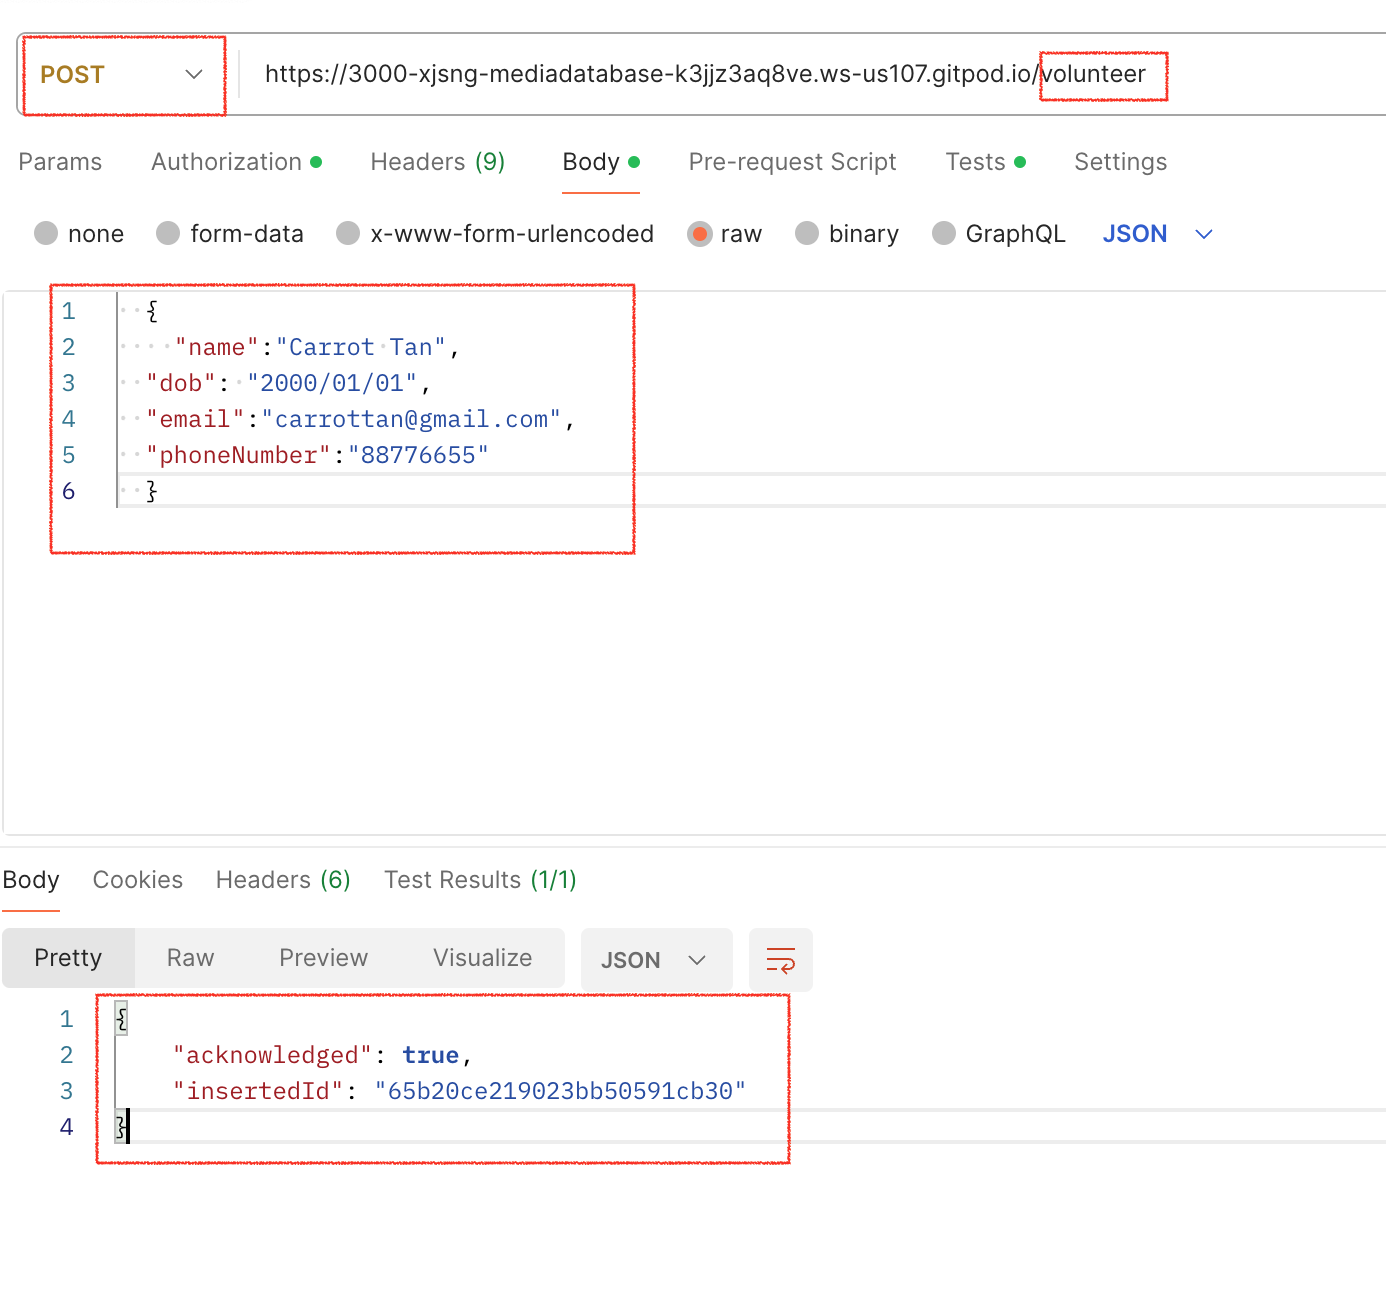 POST https://3000-xjsng-mediadatabase-k3jjz3aq8ve.ws-us107.gitpod.io/volunteer
Params Authorization Headers (9) Body Pre-request Script Tests Settings
none form-data x-www-form-urlencoded raw binary GraphQL JSON
1 {
2 "name":"Carrot Tan",
3 "dob": "2000/01/01",
4 "email":"carrottan@gmail.com",
5 "phoneNumber":"88776655"
6 }
Body Cookies Headers (6) Test Results (1/1)
Pretty Raw Preview Visualize JSON
1 {
2 "acknowledged": true,
3 "insertedId": "65b20ce219023bb50591cb30"
4 }